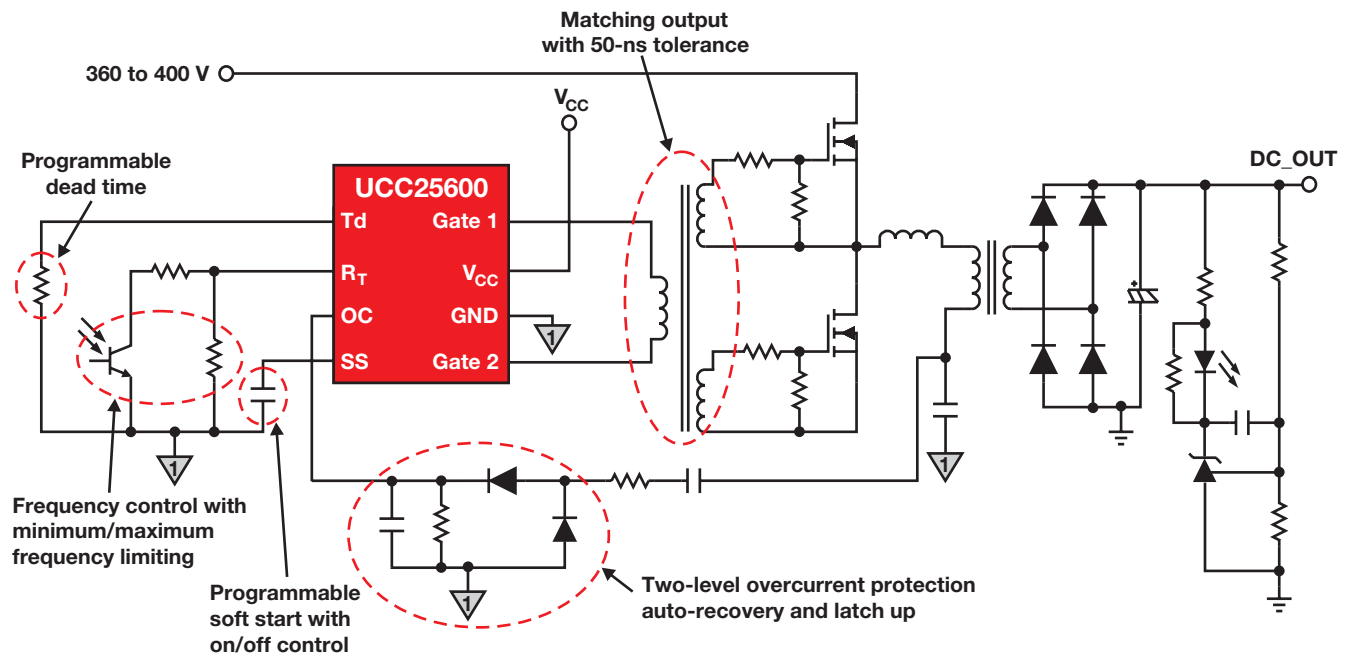 Matching output
with 50-ns tolerance
360 to 400 V
VCC
Programmable
dead time
DC_OUT
UCC25600
Td
Gate 1
RT
VCC
OC
GND
1
SS
Gate 2
1
1
1
Frequency control with
minimum/maximum
frequency limiting
Programmable
soft start with
on/off control
Two-level overcurrent protection
auto-recovery and latch up
+